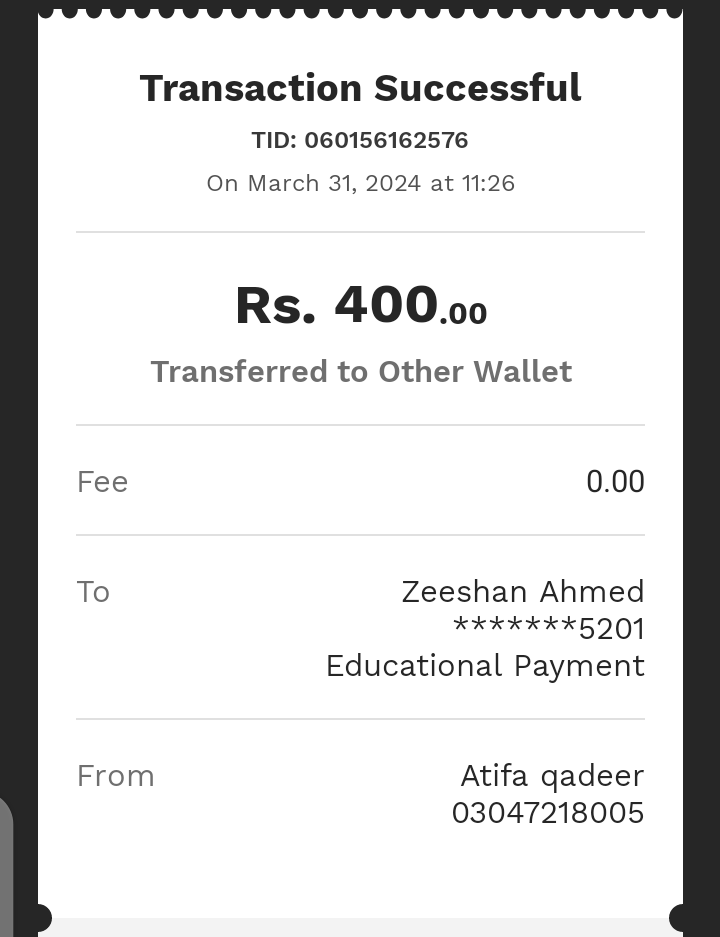 Transaction Successful
TID: 060156162576
On March 31, 2024 at 11:26
Rs. 400.00
Transferred to Other Wallet
Fee 0.00
To Zeeshan Ahmed
*******5201
Educational Payment
From Atifa qadeer
03047218005